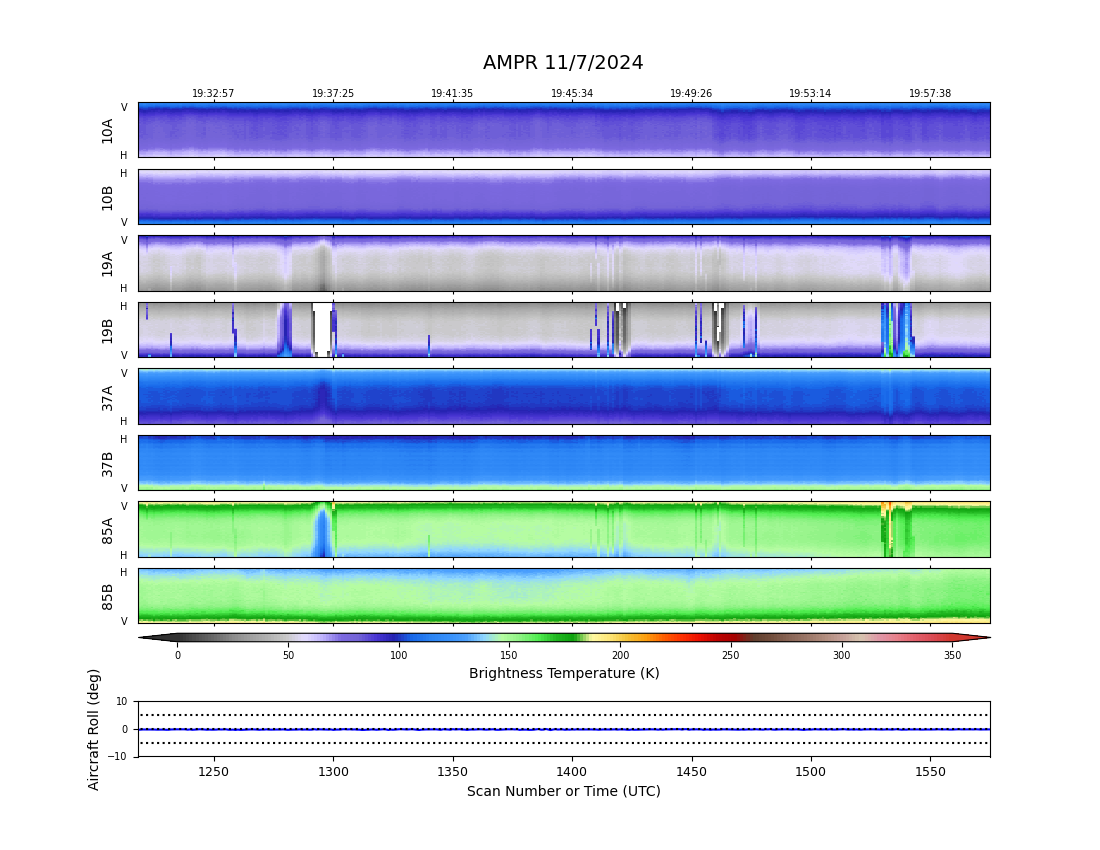 AMPR 11/7/2024
19:32:57 19:37:25 19:41:35 19:45:34 19:49:26 19:53:14 19:57:38
V
10A
H
H
10B
V
V
19A
H
H
19B
V
V
37A
H
H
37B
V
V
85A
H
H
85B
V
0 50 100 150 200 250 300 350
Brightness Temperature (K)
Aircraft Roll (deg)
10
0
−10
1250 1300 1350 1400 1450 1500 1550
Scan Number or Time (UTC)